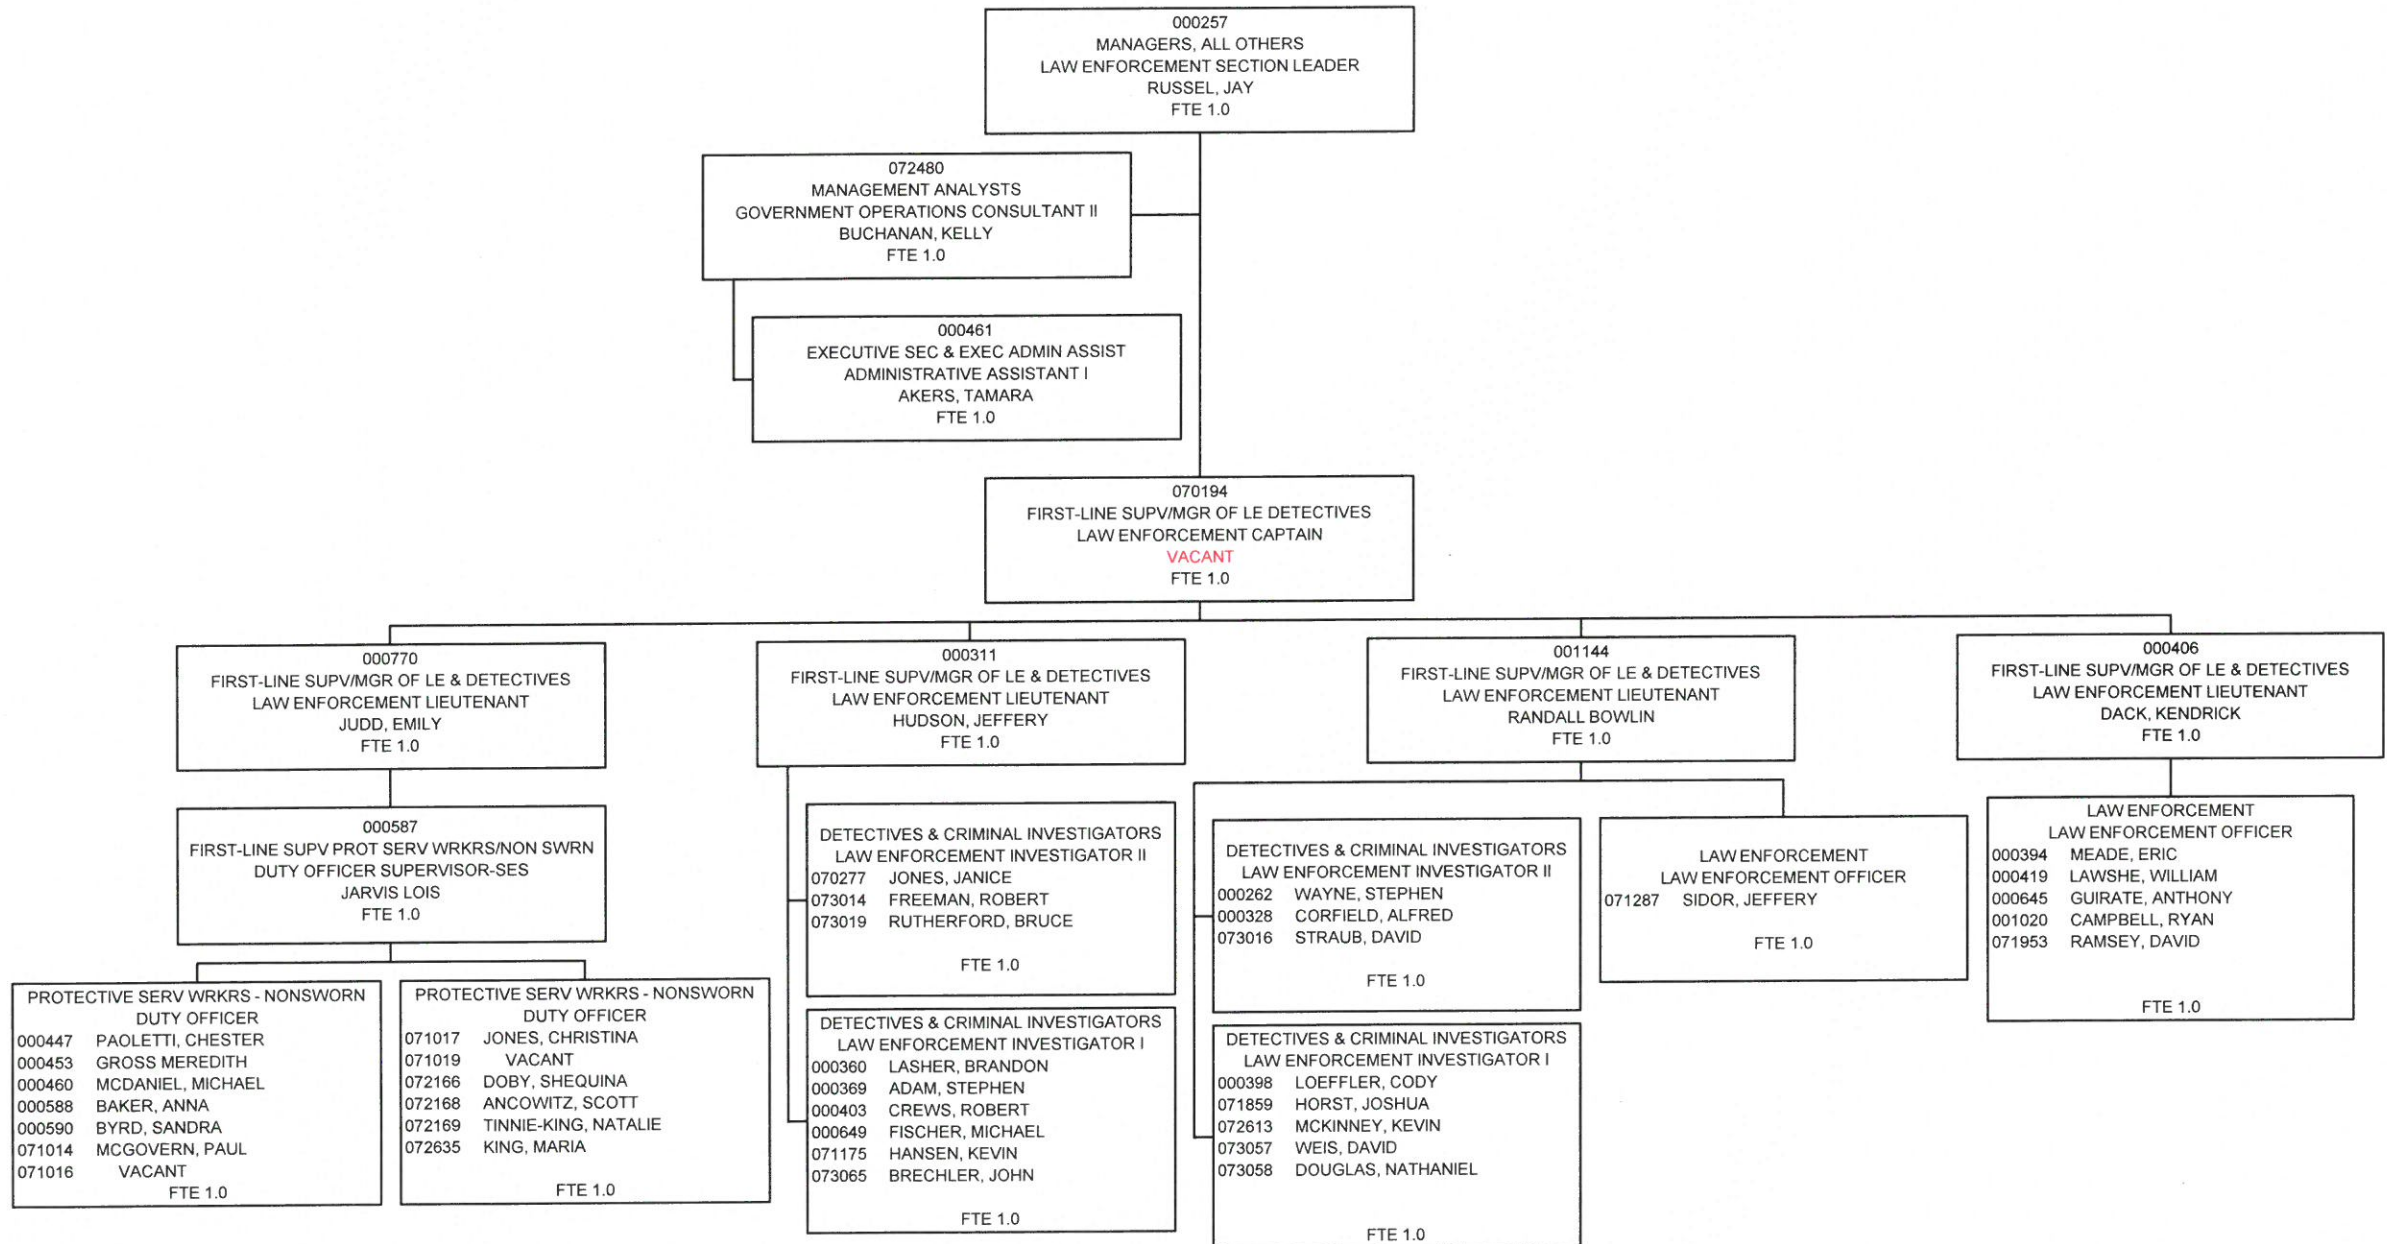 000257
MANAGERS, ALL OTHERS
LAW ENFORCEMENT SECTION LEADER
RUSSEL, JAY
FTE 1.0
072480
MANAGEMENT ANALYSTS
GOVERNMENT OPERATIONS CONSULTANT II
BUCHANAN, KELLY
FTE 1.0
000461
EXECUTIVE SEC & EXEC ADMIN ASSIST
ADMINISTRATIVE ASSISTANT I
AKERS, TAMARA
FTE 1.0
070194
FIRST-LINE SUPV/MGR OF LE DETECTIVES
LAW ENFORCEMENT CAPTAIN
VACANT
FTE 1.0
000770
FIRST-LINE SUPV/MGR OF LE & DETECTIVES
LAW ENFORCEMENT LIEUTENANT
JUDD, EMILY
FTE 1.0
000587
FIRST-LINE SUPV PROT SERV WRKRS/NON SWRN
DUTY OFFICER SUPERVISOR-SES
JARVIS LOIS
FTE 1.0
PROTECTIVE SERV WRKRS - NONSWORN
DUTY OFFICER
000447 PAOLETTI, CHESTER
000453 GROSS MEREDITH
000460 MCDANIEL, MICHAEL
000588 BAKER, ANNA
000590 BYRD, SANDRA
071014 MCGOVERN, PAUL
071016 VACANT
FTE 1.0
PROTECTIVE SERV WRKRS - NONSWORN
DUTY OFFICER
071017 JONES, CHRISTINA
071019 VACANT
072166 DOBY, SHEQUINA
072168 ANCOWITZ, SCOTT
072169 TINNIE-KING, NATALIE
072635 KING, MARIA
FTE 1.0
000311
FIRST-LINE SUPV/MGR OF LE & DETECTIVES
LAW ENFORCEMENT LIEUTENANT
HUDSON, JEFFERY
FTE 1.0
DETECTIVES & CRIMINAL INVESTIGATORS
LAW ENFORCEMENT INVESTIGATOR II
070277 JONES, JANICE
073014 FREEMAN, ROBERT
073019 RUTHERFORD, BRUCE
FTE 1.0
DETECTIVES & CRIMINAL INVESTIGATORS
LAW ENFORCEMENT INVESTIGATOR I
000360 LASHER, BRANDON
000369 ADAM, STEPHEN
000403 CREWS, ROBERT
000649 FISCHER, MICHAEL
071175 HANSEN, KEVIN
073065 BRECHLER, JOHN
FTE 1.0
001144
FIRST-LINE SUPV/MGR OF LE & DETECTIVES
LAW ENFORCEMENT LIEUTENANT
RANDALL BOWLIN
FTE 1.0
DETECTIVES & CRIMINAL INVESTIGATORS
LAW ENFORCEMENT INVESTIGATOR II
000262 WAYNE, STEPHEN
000328 CORFIELD, ALFRED
073016 STRAUB, DAVID
FTE 1.0
DETECTIVES & CRIMINAL INVESTIGATORS
LAW ENFORCEMENT INVESTIGATOR I
000398 LOEFFLER, CODY
071859 HORST, JOSHUA
072613 MCKINNEY, KEVIN
073057 WEIS, DAVID
073058 DOUGLAS, NATHANIEL
FTE 1.0
LAW ENFORCEMENT
LAW ENFORCEMENT OFFICER
071287 SIDOR, JEFFERY
FTE 1.0
000406
FIRST-LINE SUPV/MGR OF LE & DETECTIVES
LAW ENFORCEMENT LIEUTENANT
DACK, KENDRICK
FTE 1.0
LAW ENFORCEMENT
LAW ENFORCEMENT OFFICER
000394 MEADE, ERIC
000419 LAWSHE, WILLIAM
000645 GUIRATE, ANTHONY
001020 CAMPBELL, RYAN
071953 RAMSEY, DAVID
FTE 1.0